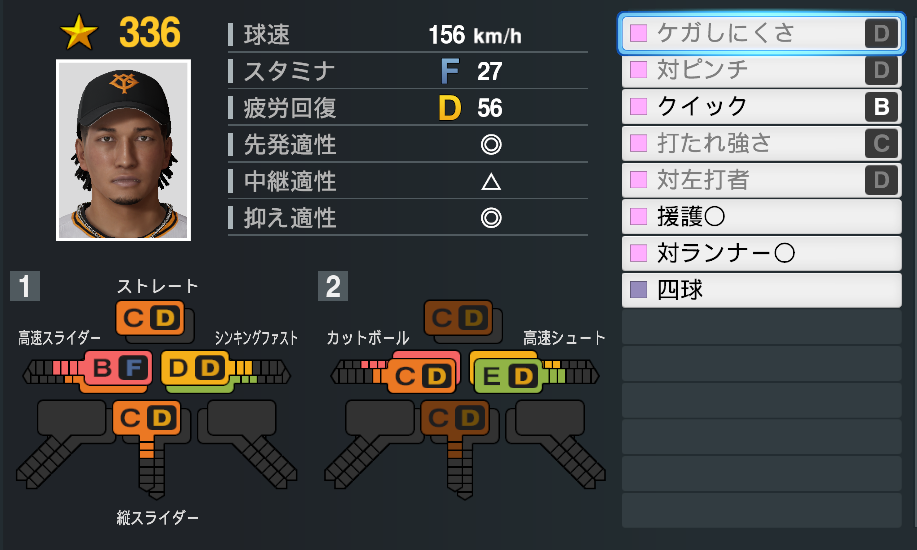 336
球速 156 km/h
スタミナ F 27
疲労回復 D 56
先発適性 ◎
中継適性 △
抑え適性 ◎
ケガしにくさ D
対ピンチ D
クイック B
打たれ強さ C
対左打者 D
援護〇
対ランナー〇
四球
1
ストレート
C D
高速スライダー
B F
シンキングファスト
D D
C D
縦スライダー
2
C D
カットボール
C D
高速シュート
E D
C D